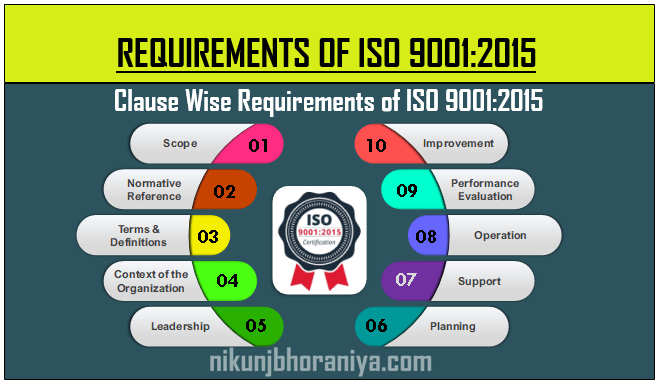 REQUIREMENTS OF ISO 9001:2015
Clause Wise Requirements of ISO 9001:2015
Scope
01
Normative
Reference
02
Terms &
Definitions
03
Context of the
Organization
04
Leadership
05
ISO
9001:2015
Certification
10
Improvement
09
Performance
Evaluation
08
Operation
07
Support
06
Planning
nikunjbhoraniya.com